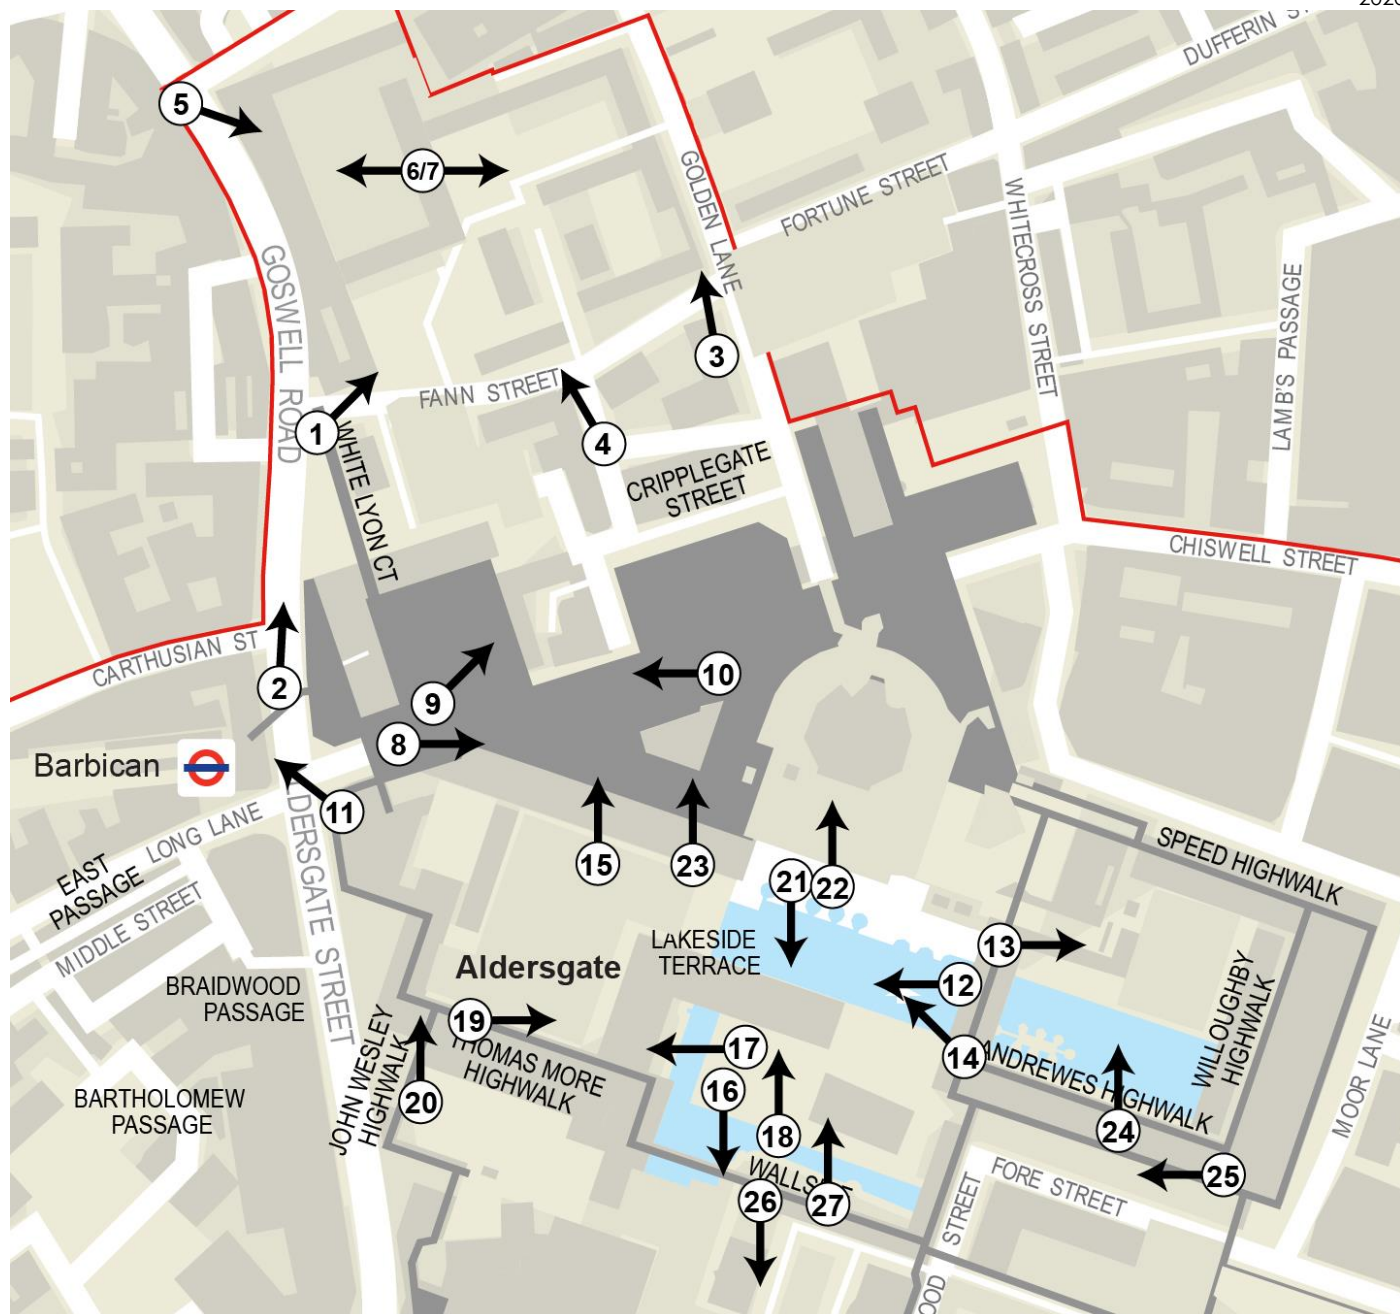 DUFFERIN
5
6/7
GOLDEN LANE
FORTUNE STREET
WHITECROSS STREET
LAMB'S PASSAGE
GOSWELL ROAD
3
FANN STREET
1
4
WHITE LYON CT
CRIPPLEGATE
STREET
CHISWELL STREET
CARTHUSIAN ST
2
10
9
8
Barbican
11
EAST
PASSAGE
LONG LANE
MIDDLE STREET
SPEED HIGHWALK
15
23
21
22
13
LAKESIDE
TERRACE
Aldersgate
12
BRAIDWOOD
PASSAGE
WILLOUGHBY
HIGHWALK
19
THOMAS MORE
HIGHWALK
JOHN WESLEY
HIGHWALK
17
14
ANDREWES HIGHWALK
MOOR LANE
BARTHOLOMEW
PASSAGE
20
16
18
24
25
26
27
FORE STREET
STREET